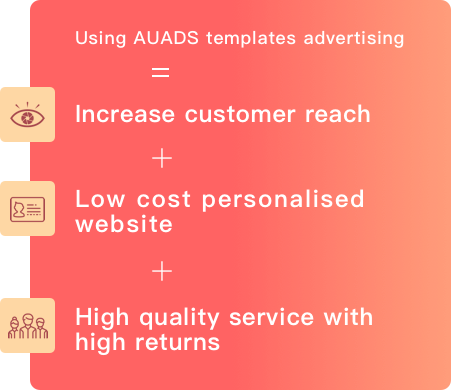 Using AUADS templates advertising
=
Increase customer reach
+
Low cost personalised
website
+
High quality service with
high returns